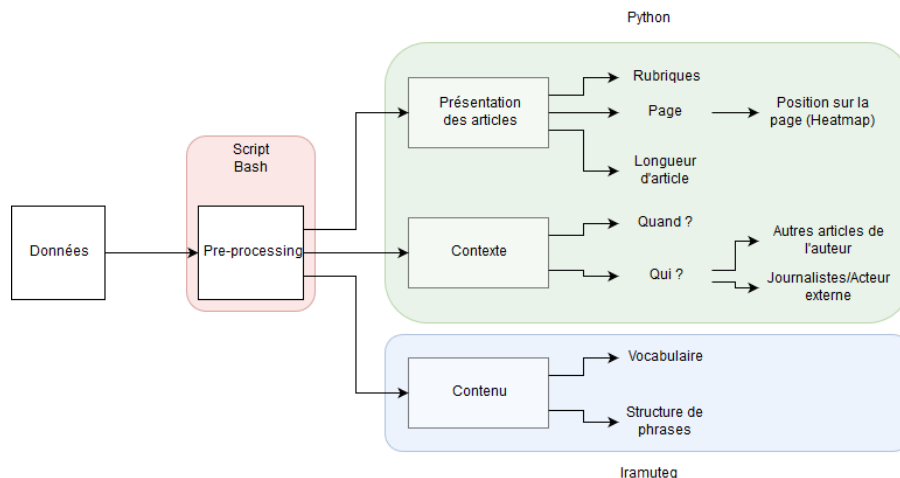 Python
Script
Bash
Données
Pre-processing
Présentation
des articles
Rubriques
Page
Position sur la
page (Heatmap)
Longueur
d'article
Contexte
Quand ?
Qui ?
Autres articles de
l'auteur
Journalistes/Acteur
externe
Contenu
Vocabulaire
Structure de
phrases
Iramuteq